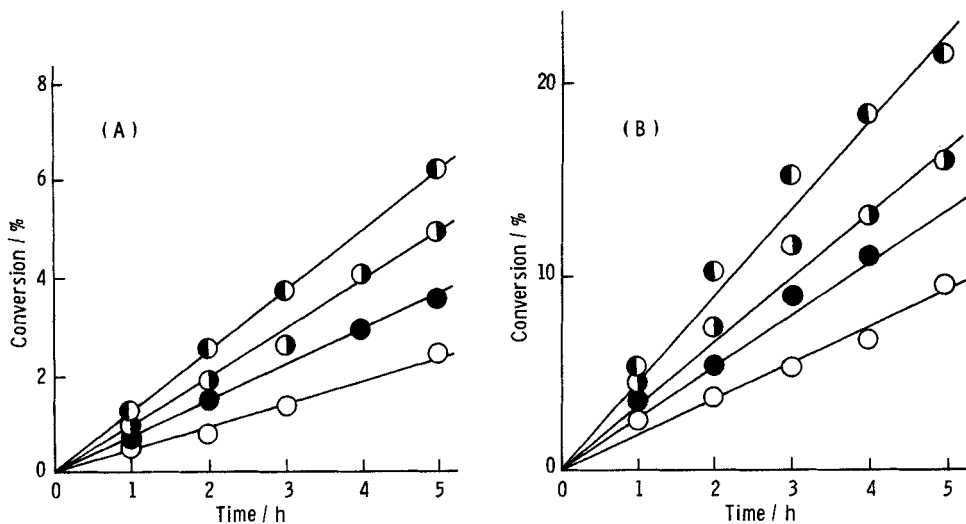 8
6
4
2
0
Conversion / %
( A )
0 1 2 3 4 5
Time / h
20
10
0
Conversion / %
( B )
0 1 2 3 4 5
Time / h